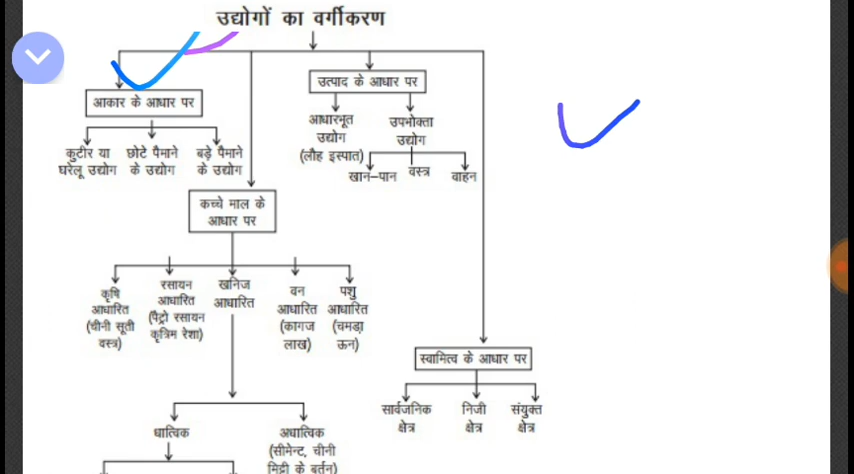 उद्योगों का वर्गीकरण
आकार के आधार पर
कुटीर या
घरेलू उद्योग
छोटे पैमाने
के उद्योग
बड़े पैमाने
के उद्योग
उत्पाद के आधार पर
आधारभूत
उद्योग
(लौह इस्पात)
उपभोक्ता
उद्योग
खान-पान
वस्त्र
वाहन
कच्चे माल के
आधार पर
कृषि
आधारित
(चीनी सूती
वस्त्र)
रसायन
आधारित
(पैट्रो रसायन
कृत्रिम रेशा)
खनिज
आधारित
वन
आधारित
(कागज
लाख)
पशु
आधारित
(चमड़ा
ऊन)
स्वामित्व के आधार पर
सार्वजनिक
क्षेत्र
निजी
क्षेत्र
संयुक्त
क्षेत्र
धात्विक
अधात्विक
(सीमेन्ट, चीनी
मिट्टी के बर्तन)